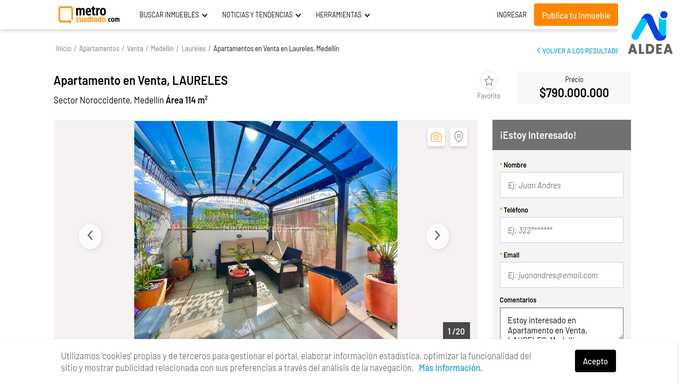 metro
cuadrado.com
BUSCAR INMUEBLES
NOTICIAS Y TENDENCIAS
HERRAMIENTAS
INGRESAR
Publica tu Inmueble
ALDEA
Inicio / Apartamentos / Venta / Medellín / Laureles / Apartamentos en Venta en Laureles, Medellín
VOLVER A LOS RESULTAD
Apartamento en Venta, LAURELES
Sector Noroccidente, Medellín Área 114 m²
Favorito
Precio
$790.000.000
¡Estoy Interesado!
* Nombre
Ej: Juan Andres
* Teléfono
Ej: 322*******
* Email
Ej: juanandres@email.com
Comentarios
Estoy interesado en
Apartamento en Venta,
LAURELES, Medellín
1 / 20
Utilizamos 'cookies' propias y de terceros para gestionar el portal, elaborar información estadística, optimizar la funcionalidad del
sitio y mostrar publicidad relacionada con sus preferencias a través del análisis de la navegación. Más información.
Acepto